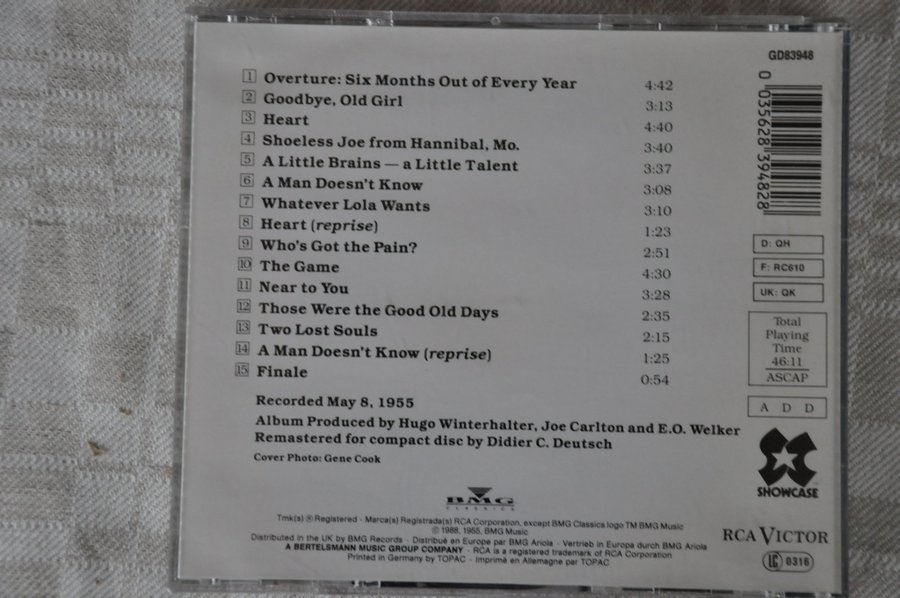 GD83948
1 Overture: Six Months Out of Every Year 4:42
2 Goodbye, Old Girl 3:13
3 Heart 4:40
4 Shoeless Joe from Hannibal, Mo. 3:40
5 A Little Brains — a Little Talent 3:37
6 A Man Doesn't Know 3:08
7 Whatever Lola Wants 3:10
8 Heart (reprise) 1:23
9 Who's Got the Pain? 2:51
10 The Game 4:30
11 Near to You 3:28
12 Those Were the Good Old Days 2:35
13 Two Lost Souls 2:15
14 A Man Doesn't Know (reprise) 1:25
15 Finale 0:54
Recorded May 8, 1955
Album Produced by Hugo Winterhalter, Joe Carlton and E.O. Welker
Remastered for compact disc by Didier C. Deutsch
Cover Photo: Gene Cook
0 035628 394828
D: QH
F: RC610
UK: QK
Total
Playing
Time
46:11
ASCAP
A D D
SHOWCASE
BMG
CLASSICS
Tmk(s) ® Registered · Marca(s) Registrada(s) RCA Corporation, except BMG Classics logo TM BMG Music
© 1988, 1955, BMG Music
Distributed in the UK by BMG Records · Distribué en Europe par BMG Ariola · Vertrieb in Europa durch BMG Ariola
A BERTELSMANN MUSIC GROUP COMPANY · RCA is a registered trademark of RCA Corporation
Printed in Germany by TOPAC · Imprimé en Allemagne par TOPAC
RCA VICTOR
LC 0316